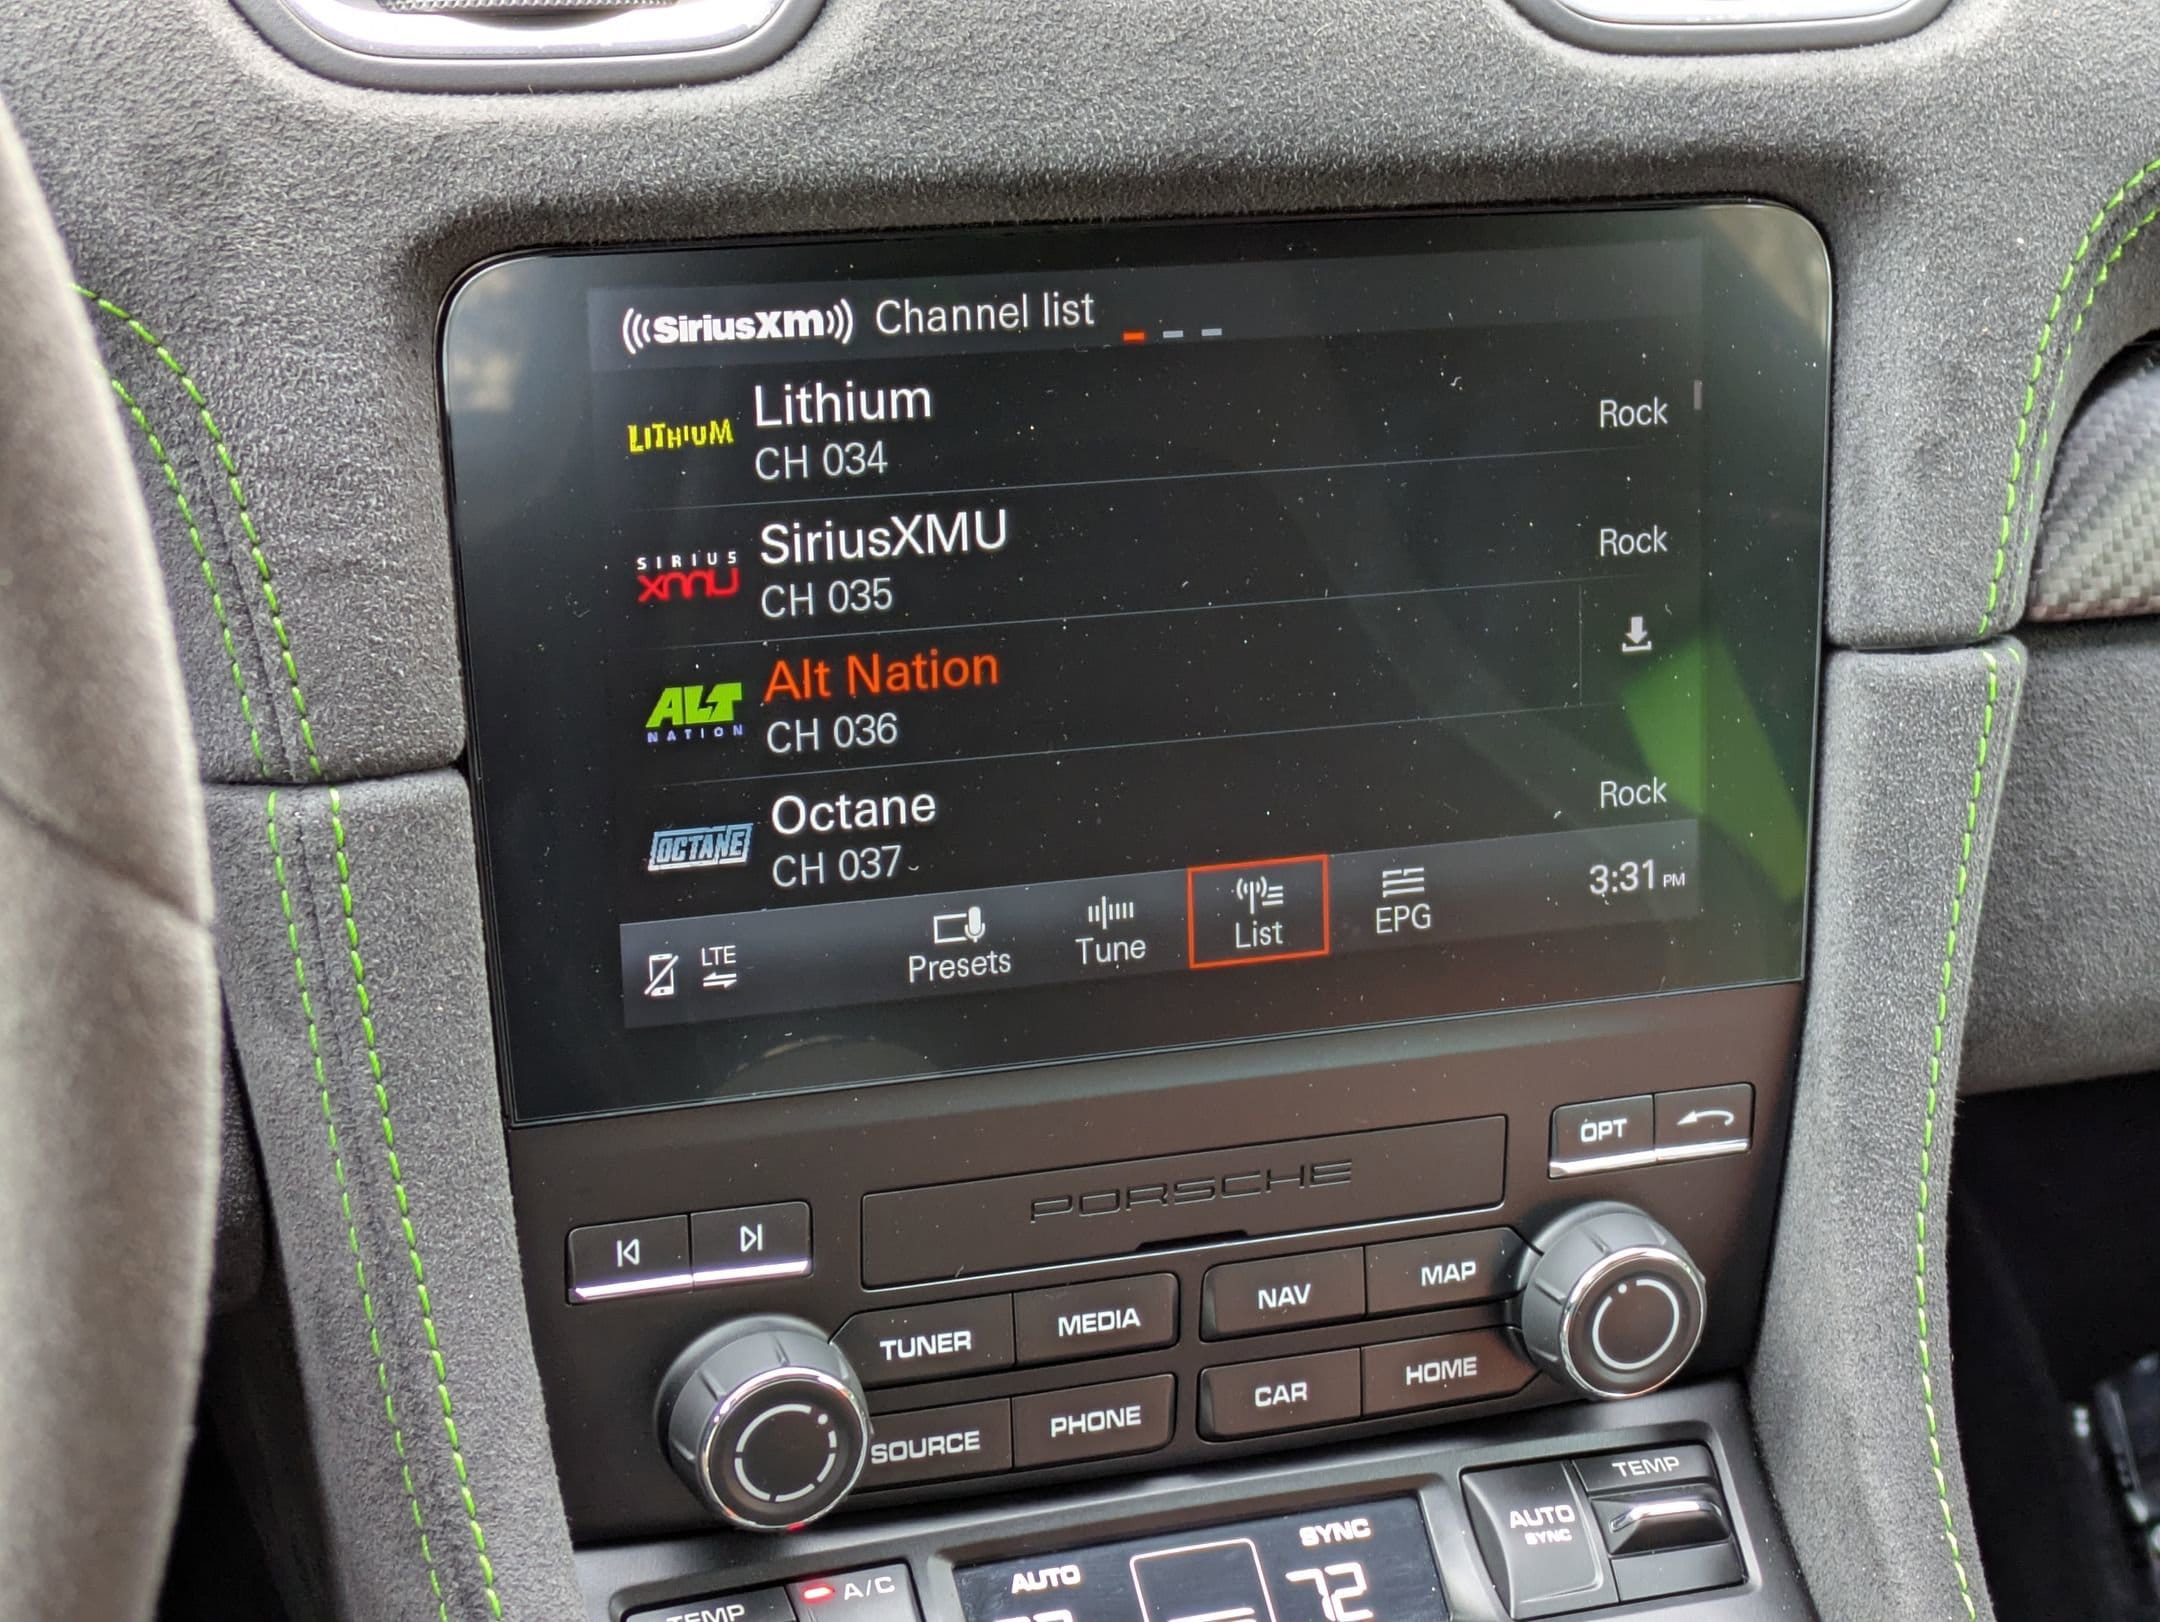 SiriusXM Channel list
LITHIUM
Lithium
CH 034
Rock
SIRIUS
XMU
SiriusXMU
CH 035
Rock
ALT
NATION
Alt Nation
CH 036
OCTANE
Octane
CH 037
Rock
LTE
Presets
Tune
List
EPG
3:31 PM
OPT
PORSCHE
TUNER
MEDIA
NAV
MAP
SOURCE
PHONE
CAR
HOME
TEMP
A/C
AUTO
SYNC
72
AUTO
SYNC
TEMP